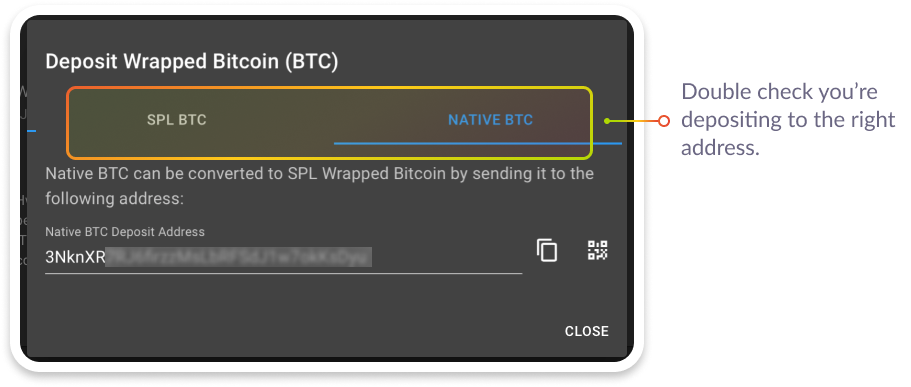 Deposit Wrapped Bitcoin (BTC)
SPL BTC
NATIVE BTC
Double check you’re
depositing to the right
address.
Native BTC can be converted to SPL Wrapped Bitcoin by sending it to the
following address:
Native BTC Deposit Address
3NknXR
CLOSE